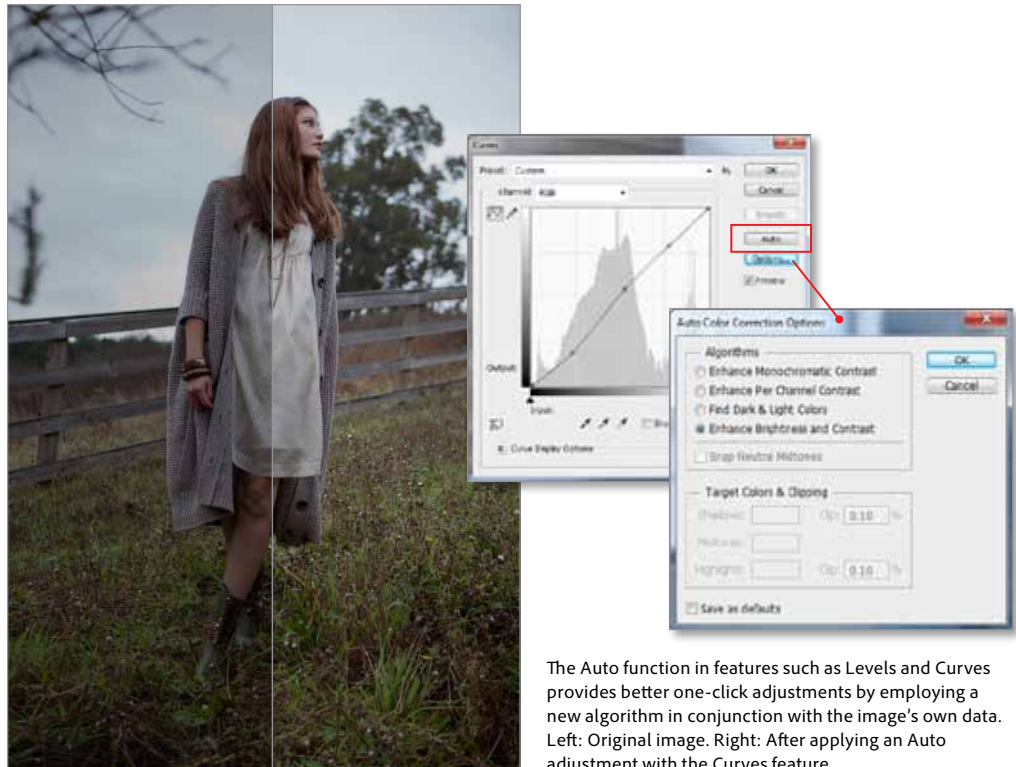 Curves
Preset: Custom
OK
Channel: RGB
Cancel
Smooth
Auto
Options...
Preview
Output:
Input:
Curve Display Options
Auto Color Correction Options
Algorithms
OK
Enhance Monochromatic Contrast
Cancel
Enhance Per Channel Contrast
Find Dark & Light Colors
Enhance Brightness and Contrast
Snap Neutral Midtones
Target Colors & Clipping
Shadows: Clip: 0.10 %
Midtones:
Highlights: Clip: 0.10 %
Save as defaults
The Auto function in features such as Levels and Curves
provides better one-click adjustments by employing a
new algorithm in conjunction with the image's own data.
Left: Original image. Right: After applying an Auto
adjustment with the Curves feature.